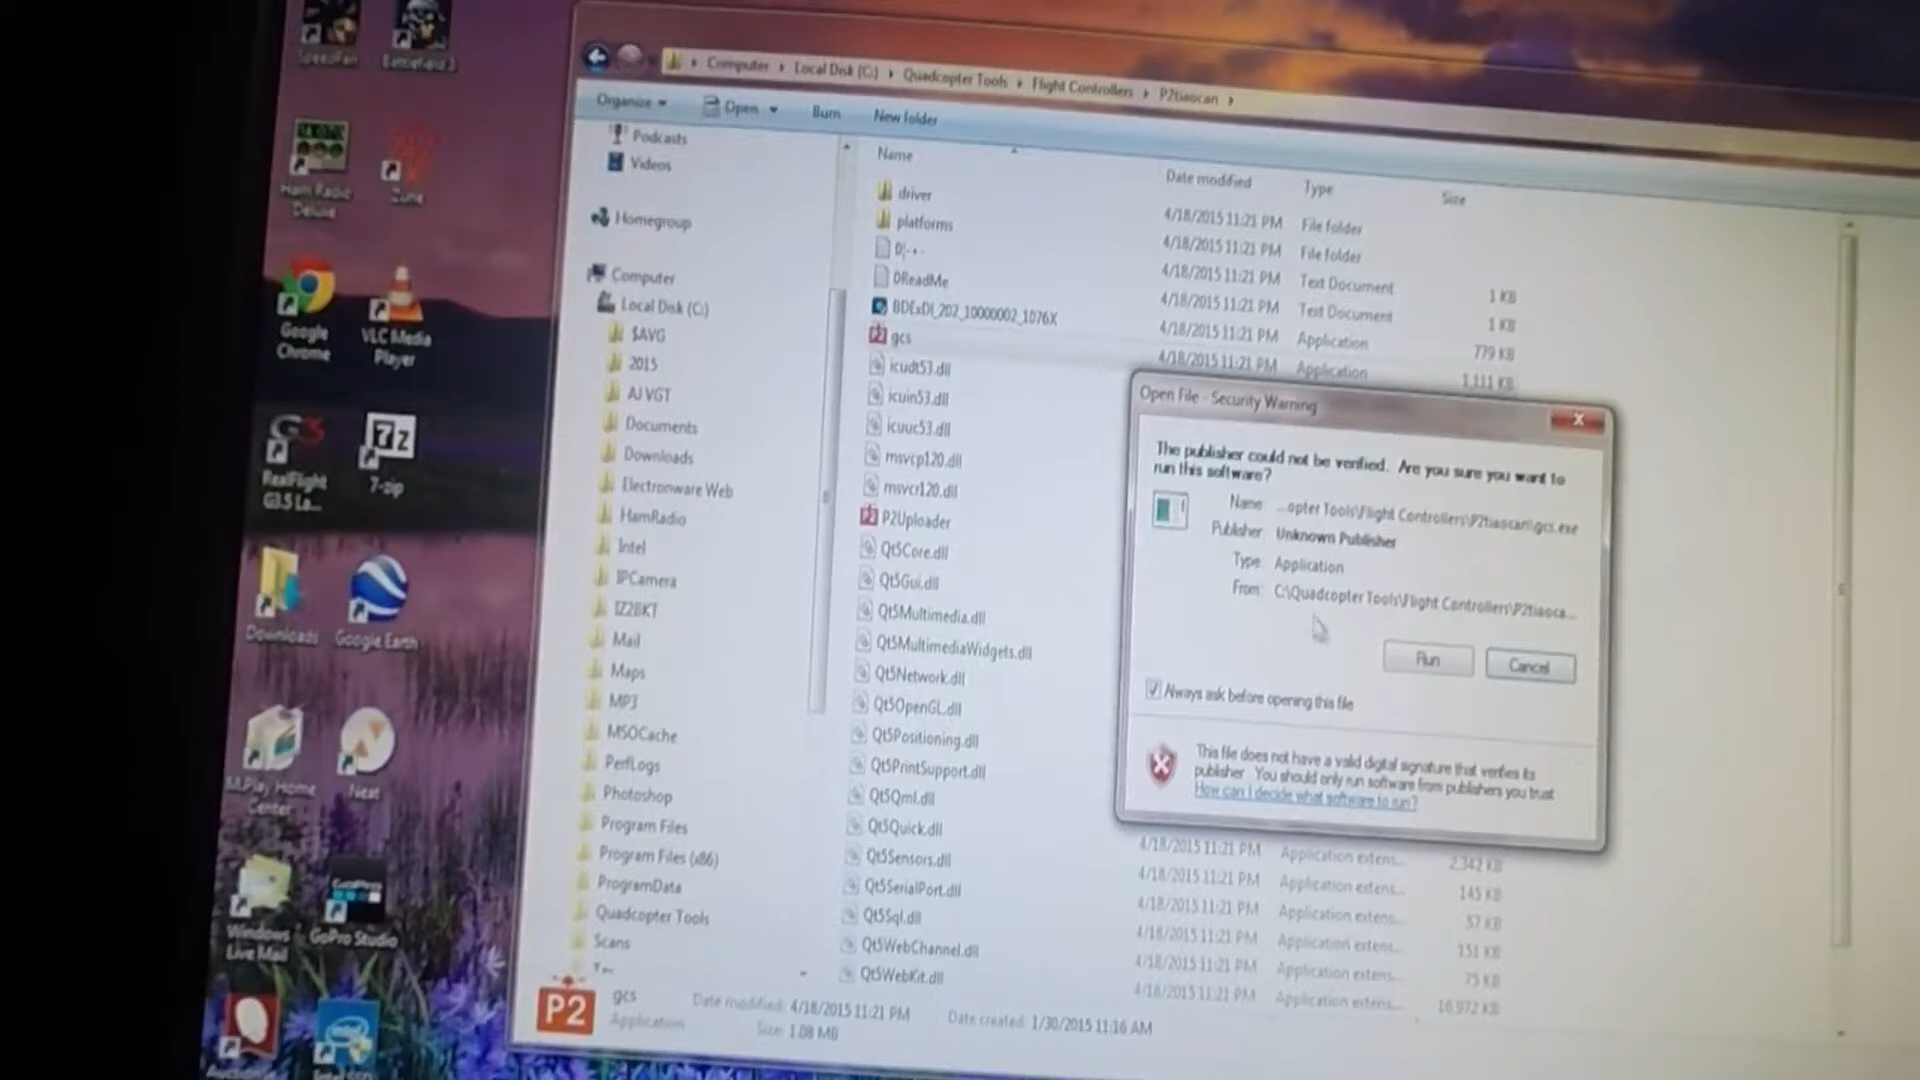 SpeedFan
Battlefield 3
Ham Radio
Deluxe
Zune
Google
Chrome
VLC Media
Player
RealFlight
G3.5 La...
7-zip
Downloads
Google Earth
M.Play Home
Center
Neat
Windows
Live Mail
GoPro Studio
Computer
Local Disk (C:)
Quadcopter Tools
Flight Controllers
P2tiaocan
Organize
Open
Burn
New folder
Podcasts
Videos
Homegroup
Computer
Local Disk (C:)
$AVG
2015
AJ VGT
Documents
Downloads
Electronware Web
HamRadio
Intel
IPCamera
IZ2BKT
Mail
Maps
MP3
MSOCache
PerfLogs
Photoshop
Program Files
Program Files (x86)
ProgramData
Quadcopter Tools
Scans
Name
Date modified
Type
Size
driver 4/18/2015 11:21 PM File folder
platforms 4/18/2015 11:21 PM File folder
4/18/2015 11:21 PM Text Document 1 KB
0ReadMe 4/18/2015 11:21 PM Text Document 1 KB
BDExDI_202_10000002_1076X 4/18/2015 11:21 PM Application 779 KB
gcs 4/18/2015 11:21 PM Application 1,111 KB
icudt53.dll
icuin53.dll
icuuc53.dll
msvcp120.dll
msvcr120.dll
P2Uploader
Qt5Core.dll
Qt5Gui.dll
Qt5Multimedia.dll
Qt5MultimediaWidgets.dll
Qt5Network.dll
Qt5OpenGL.dll
Qt5Positioning.dll
Qt5PrintSupport.dll
Qt5Qml.dll
Qt5Quick.dll 4/18/2015 11:21 PM Application extens... 2,342 KB
Qt5Sensors.dll 4/18/2015 11:21 PM Application extens... 145 KB
Qt5SerialPort.dll 4/18/2015 11:21 PM Application extens... 57 KB
Qt5Sql.dll 4/18/2015 11:21 PM Application extens... 151 KB
Qt5WebChannel.dll 4/18/2015 11:21 PM Application extens... 75 KB
Qt5WebKit.dll 4/18/2015 11:21 PM Application extens... 16,972 KB
Open File - Security Warning
The publisher could not be verified. Are you sure you want to
run this software?
Name: ...opter Tools\Flight Controllers\P2tiaocan\gcs.exe
Publisher: Unknown Publisher
Type: Application
From: C:\Quadcopter Tools\Flight Controllers\P2tiaoca...
Run
Cancel
Always ask before opening this file
This file does not have a valid digital signature that verifies its
publisher. You should only run software from publishers you trust.
How can I decide what software to run?
P2
gcs
Application
Date modified: 4/18/2015 11:21 PM
Size: 1.08 MB
Date created: 1/30/2015 11:16 AM